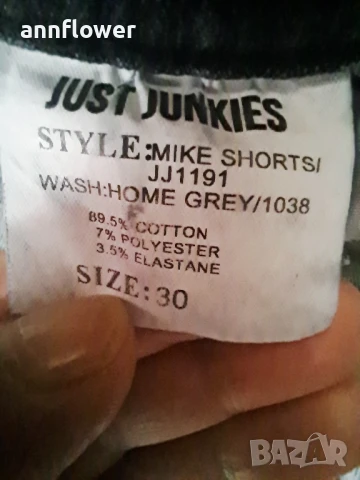 annflower
JUST JUNKIES
STYLE:MIKE SHORTS/
JJ1191
WASH:HOME GREY/1038
89.5% COTTON
7% POLYESTER
3.5% ELASTANE
SIZE:30
BAZAR